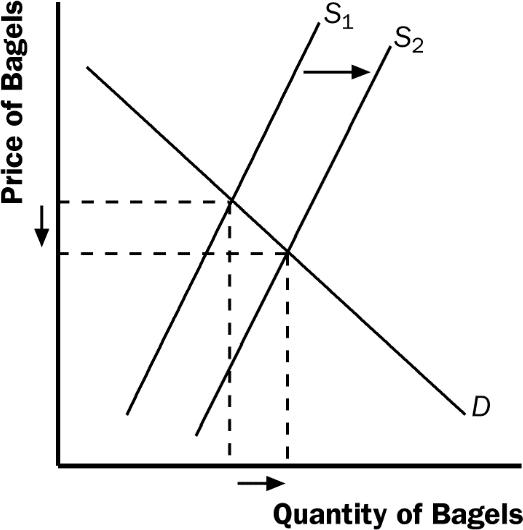 Price of Bagels
S1
S2
D
Quantity of Bagels